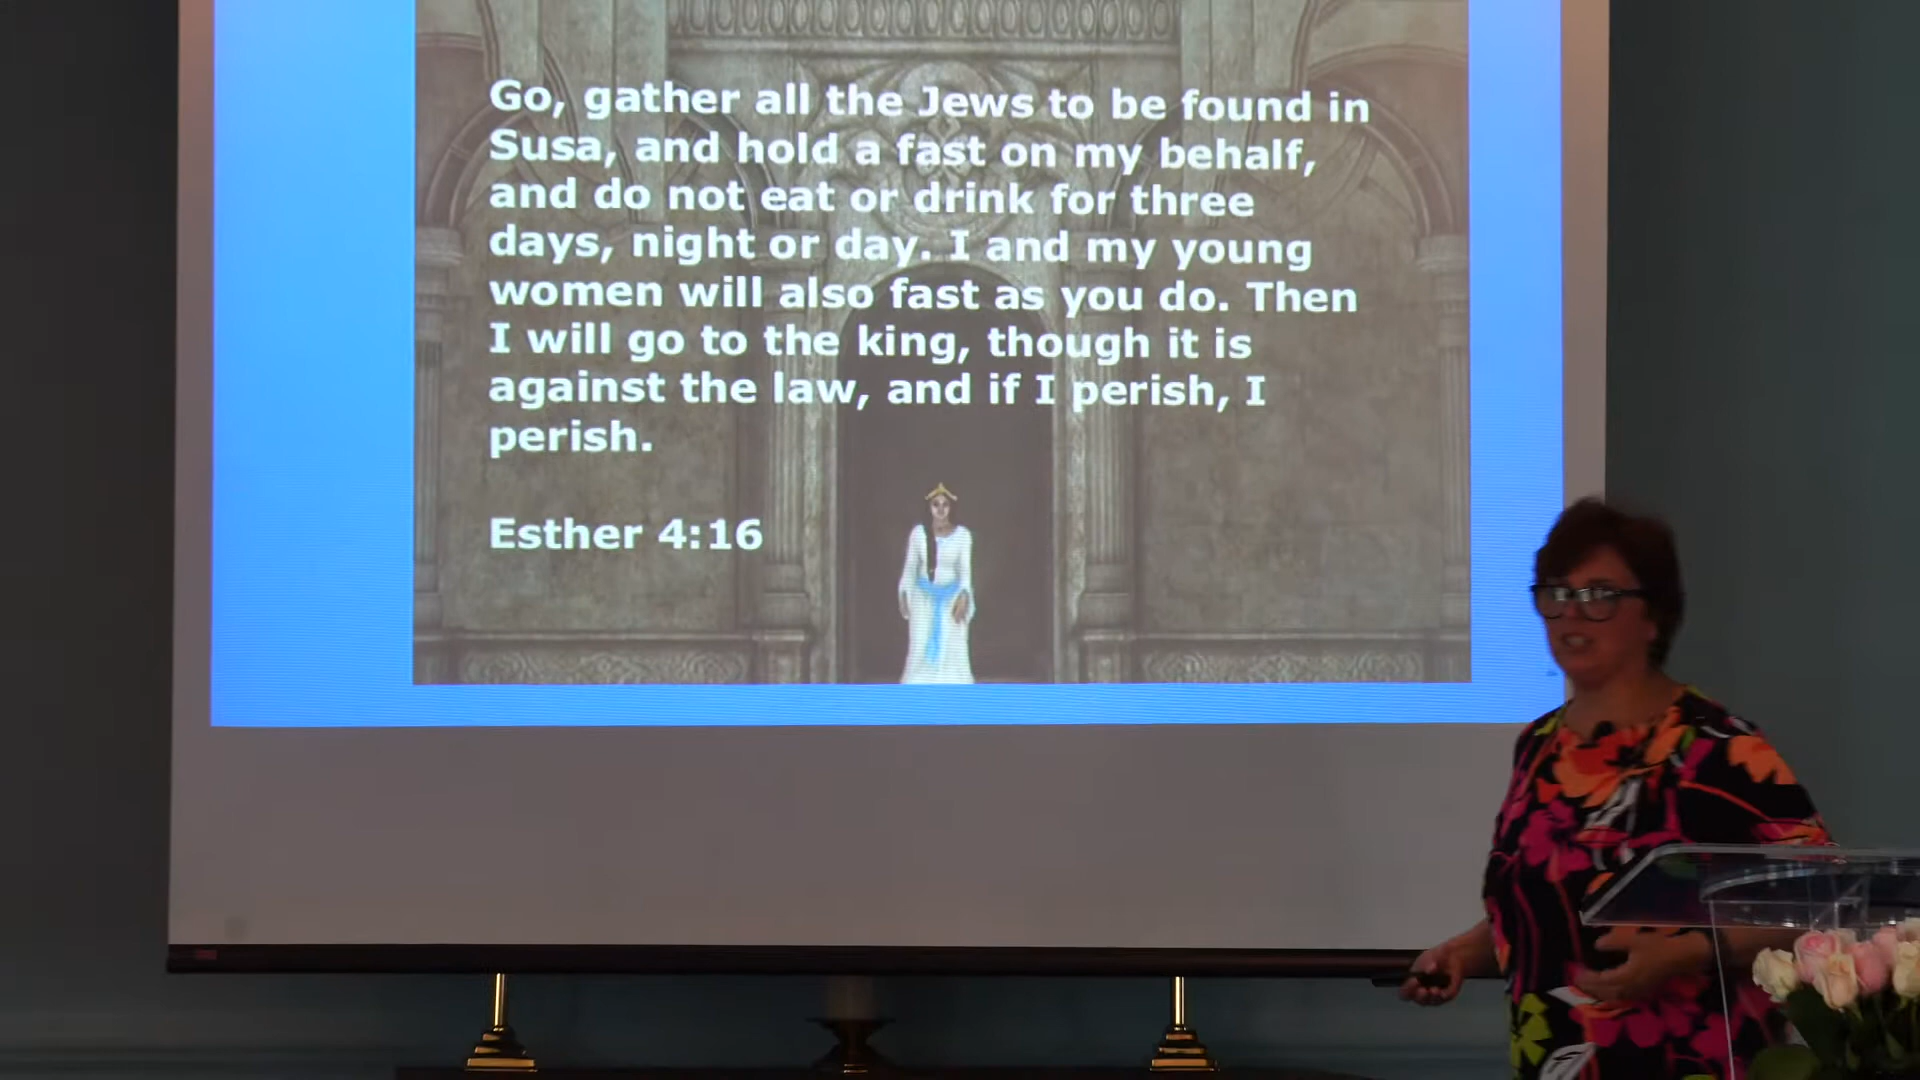 Go, gather all the Jews to be found in
Susa, and hold a fast on my behalf,
and do not eat or drink for three
days, night or day. I and my young
women will also fast as you do. Then
I will go to the king, though it is
against the law, and if I perish, I
perish.
Esther 4:16